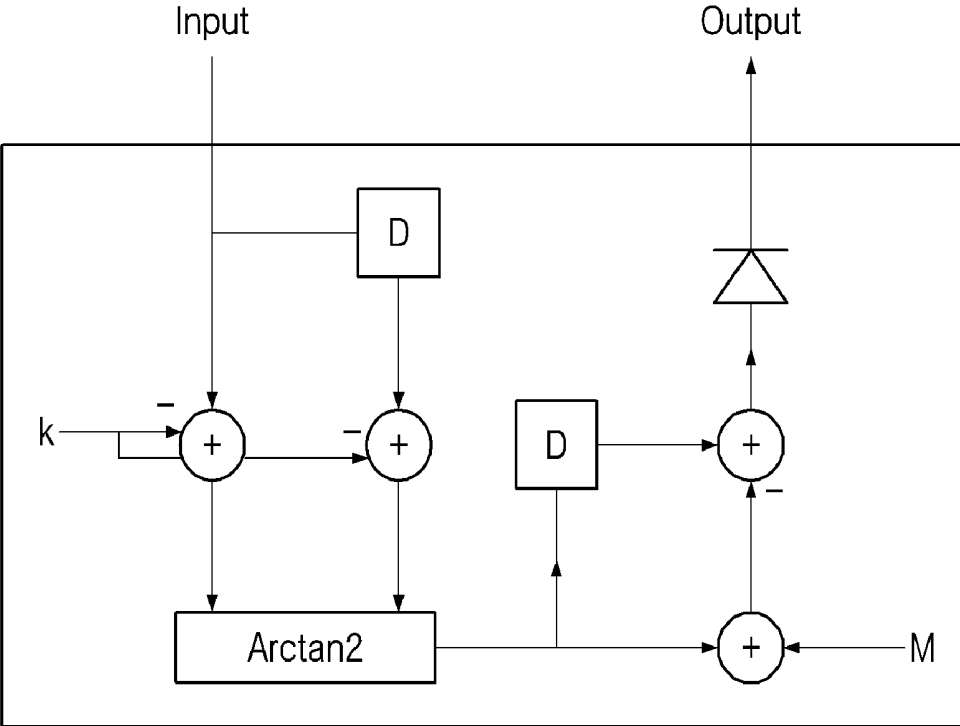 Input
Output
D
–
k
+
–
+
D
+
–
Arctan2
+
M